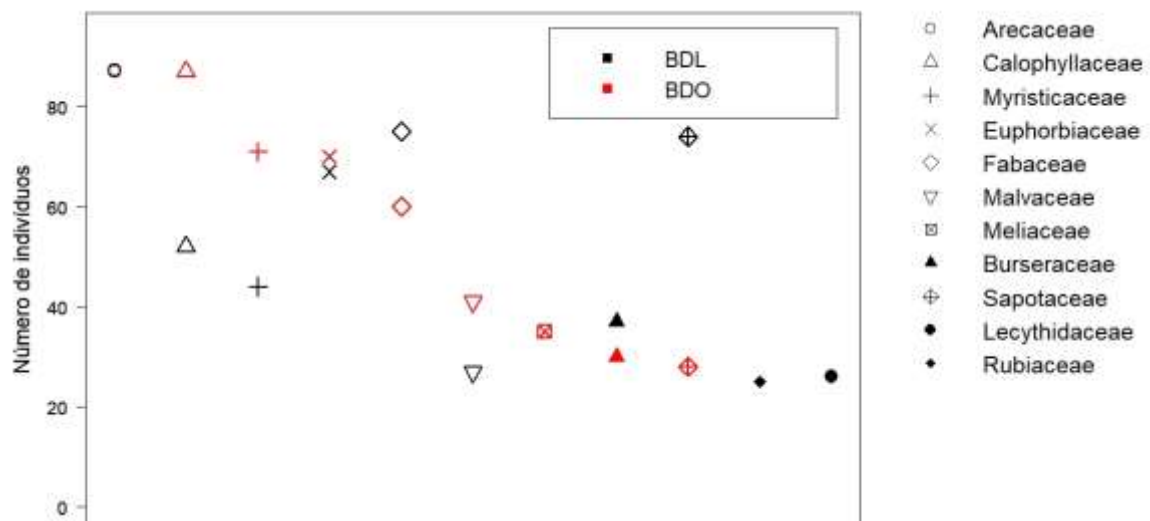 BDL
BDO
Número de indivíduos
80
60
40
20
0
Arecaceae
Calophyllaceae
Myristicaceae
Euphorbiaceae
Fabaceae
Malvaceae
Meliaceae
Burseraceae
Sapotaceae
Lecythidaceae
Rubiaceae